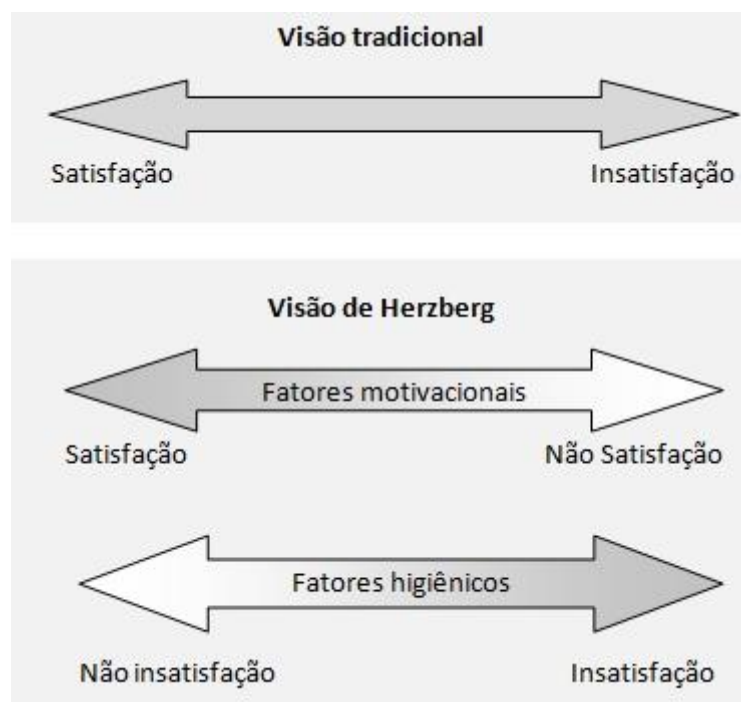 Visão tradicional
Satisfação Insatisfação
Visão de Herzberg
Fatores motivacionais
Satisfação Não Satisfação
Fatores higiênicos
Não insatisfação Insatisfação